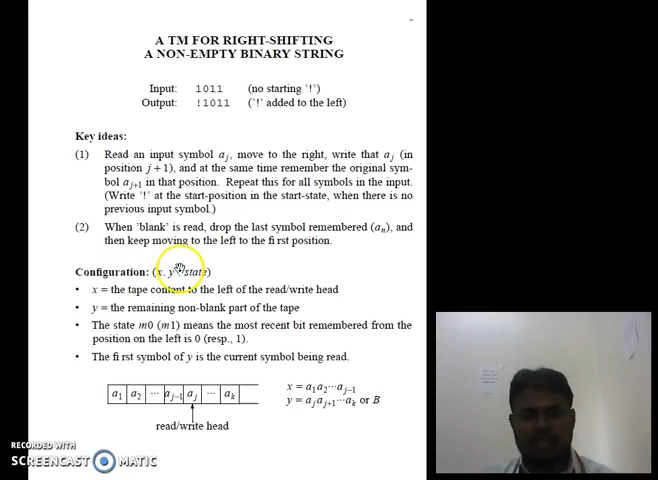 A TM FOR RIGHT-SHIFTING
A NON-EMPTY BINARY STRING
Input: 1011 (no starting '!')
Output: !1011 ('!' added to the left)
Key ideas:
(1) Read an input symbol aj, move to the right, write that aj (in
position j+1), and at the same time remember the original sym-
bol aj+1 in that position. Repeat this for all symbols in the input.
(Write '!' at the start-position in the start-state, when there is no
previous input symbol.)
(2) When 'blank' is read, drop the last symbol remembered (an), and
then keep moving to the left to the first position.
Configuration: (x. y state)
• x = the tape content to the left of the read/write head
• y = the remaining non-blank part of the tape
• The state m0 (m1) means the most recent bit remembered from the
position on the left is 0 (resp., 1).
• The first symbol of y is the current symbol being read.
a1 a2 ... aj−1 aj ... ak
x = a1a2...aj−1
y = ajaj+1...ak or B
read/write head
RECORDED WITH
SCREENCAST MATIC